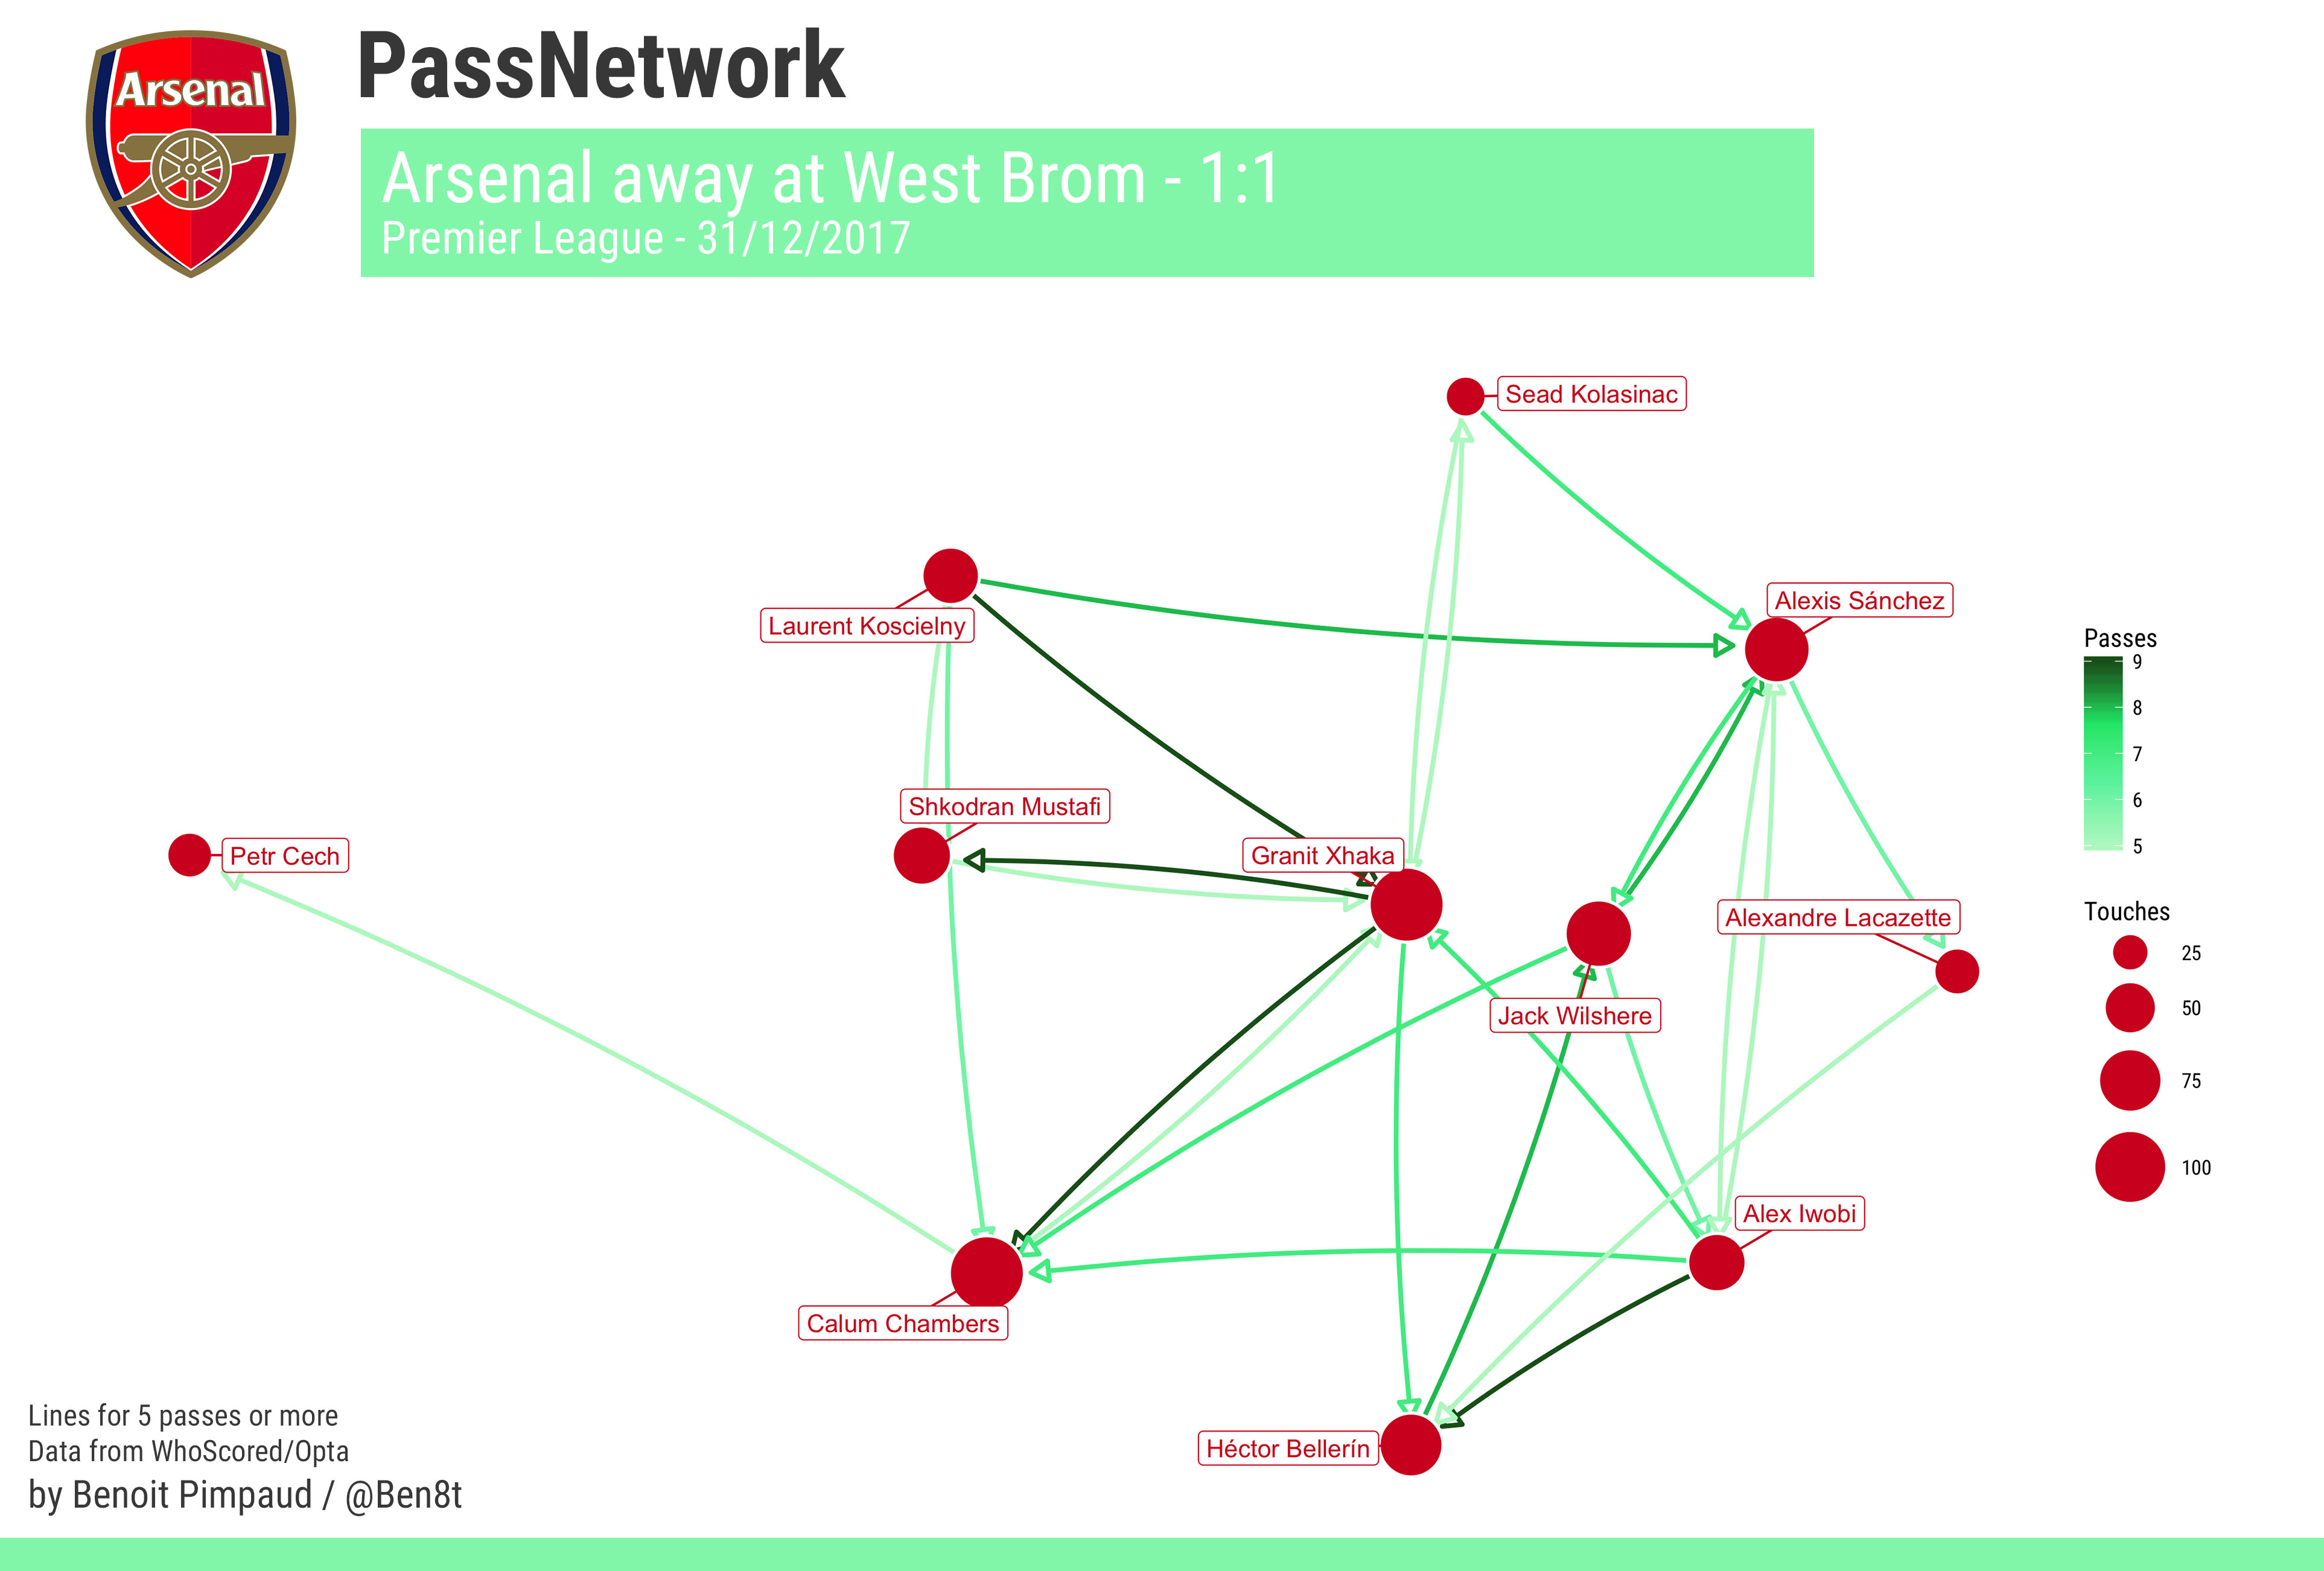 Arsenal
PassNetwork
Arsenal away at West Brom - 1:1
Premier League - 31/12/2017
Sead Kolasinac
Laurent Koscielny
Alexis Sánchez
Shkodran Mustafi
Petr Cech
Granit Xhaka
Alexandre Lacazette
Jack Wilshere
Alex Iwobi
Calum Chambers
Héctor Bellerín
Passes
9
8
7
6
5
Touches
25
50
75
100
Lines for 5 passes or more
Data from WhoScored/Opta
by Benoit Pimpaud / @Ben8t